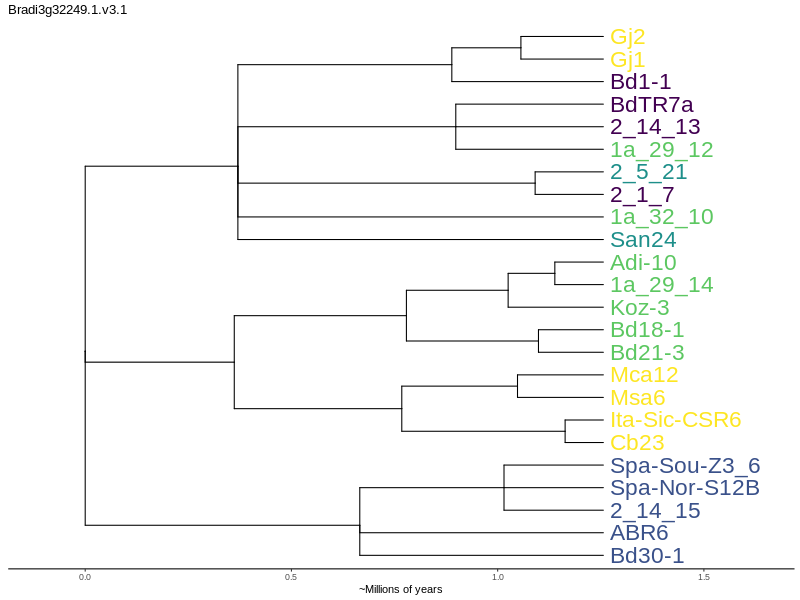 Bradi3g32249.1.v3.1
Gj2
Gj1
Bd1-1
BdTR7a
2_14_13
1a_29_12
2_5_21
2_1_7
1a_32_10
San24
Adi-10
1a_29_14
Koz-3
Bd18-1
Bd21-3
Mca12
Msa6
Ita-Sic-CSR6
Cb23
Spa-Sou-Z3_6
Spa-Nor-S12B
2_14_15
ABR6
Bd30-1
0.0 0.5 1.0 1.5
~Millions of years